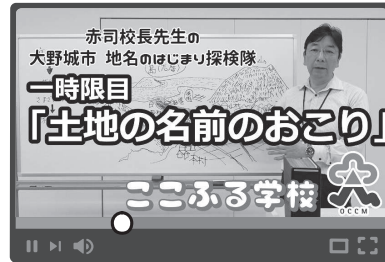 赤司校長先生の
大野城市 地名のはじまり探検隊
一時限目
「土地の名前のおこり」
ここふる学校
OCCM